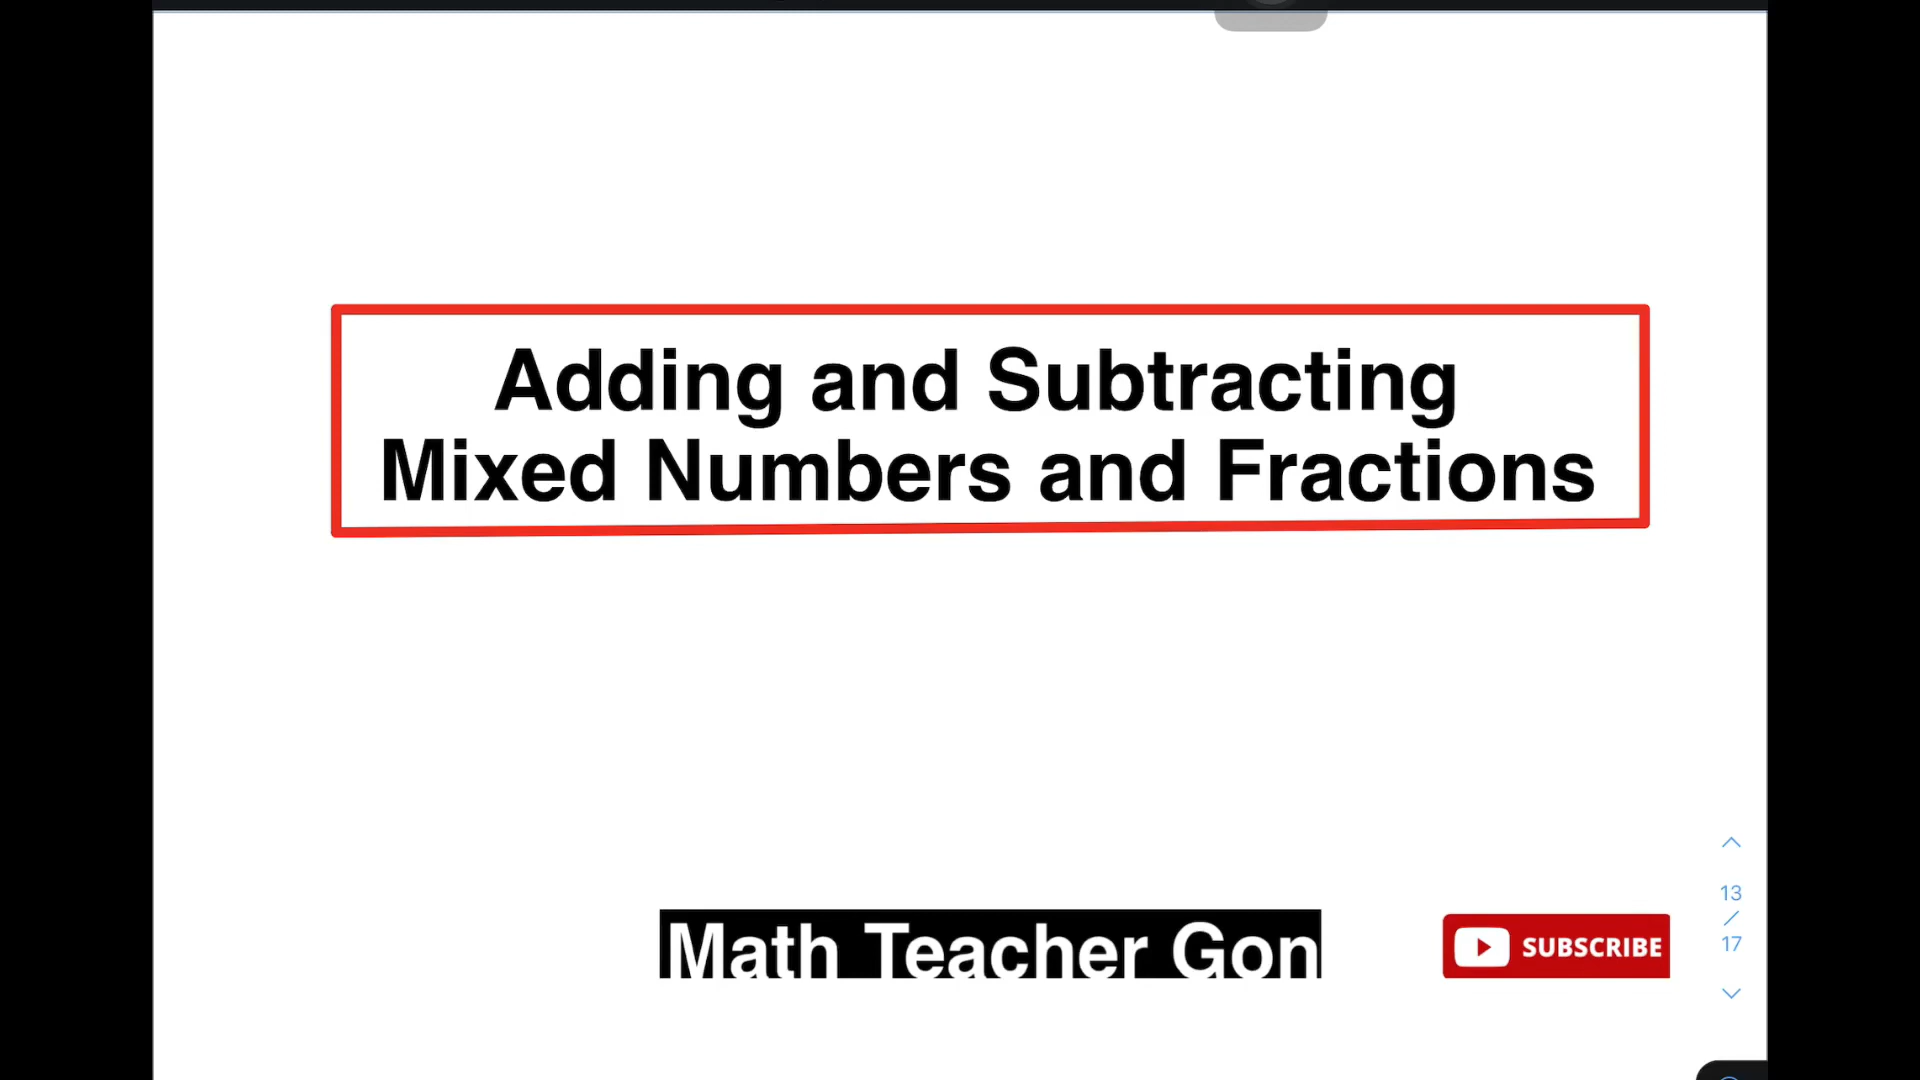 Adding and Subtracting
Mixed Numbers and Fractions
13
/
17
Math Teacher Gon
SUBSCRIBE